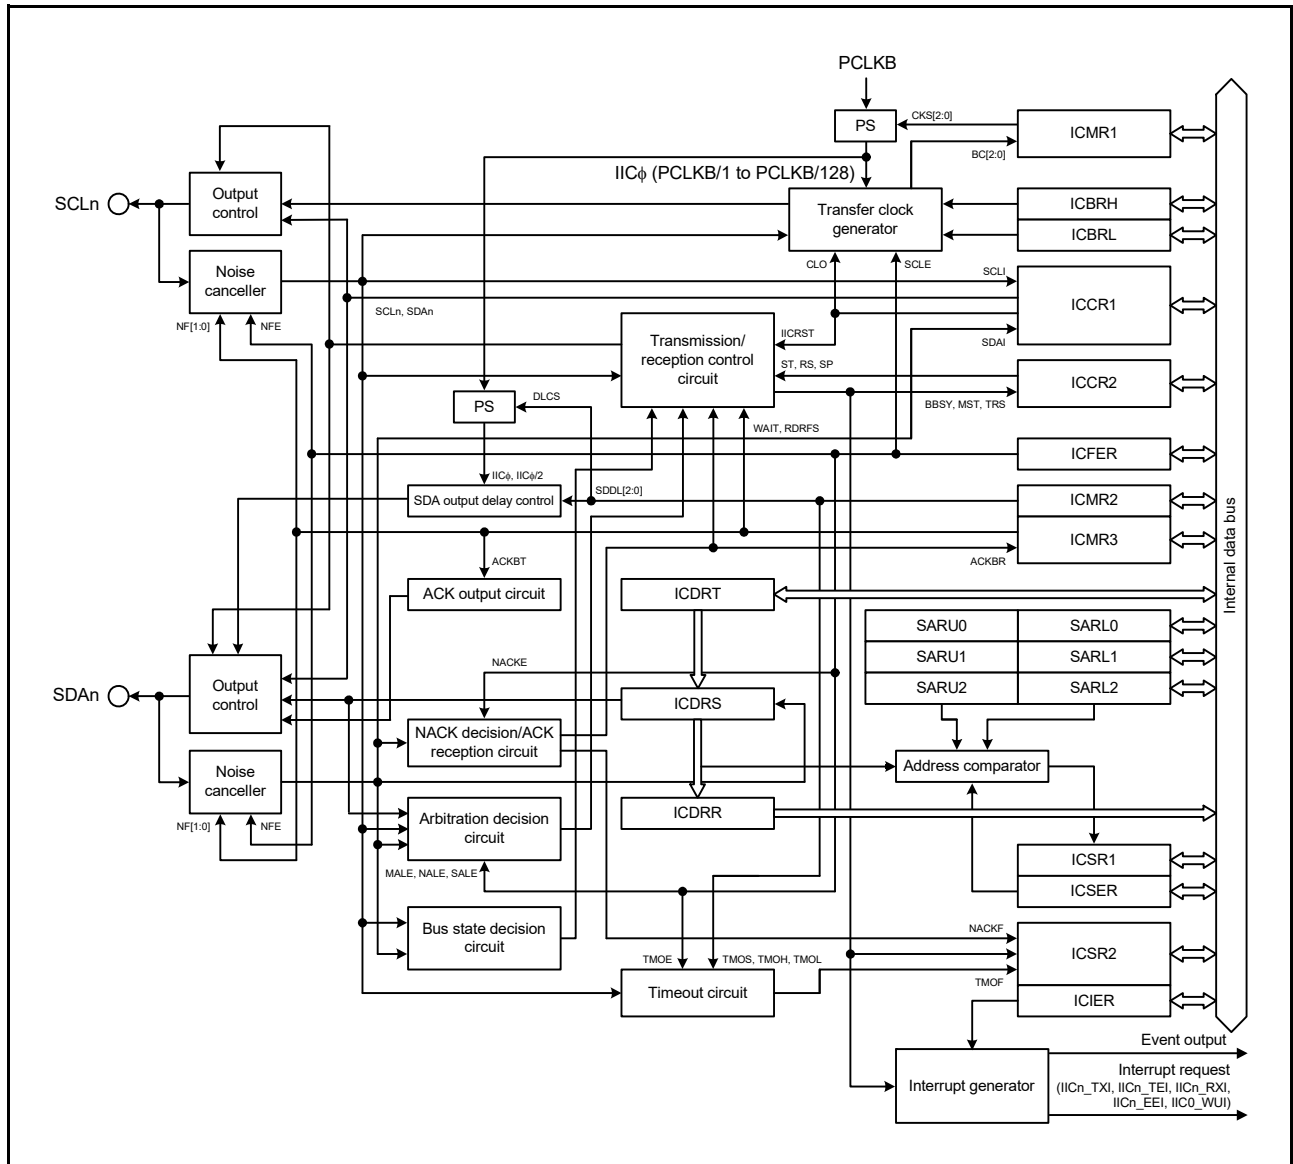 PCLKB
PS
CKS[2:0]
ICMR1
BC[2:0]
IICϕ (PCLKB/1 to PCLKB/128)
SCLn
Output
control
Transfer clock
generator
ICBRH
ICBRL
Noise
canceller
CLO
SCLE
SCLI
ICCR1
NF[1:0]
NFE
SCLn, SDAn
Transmission/
reception control
circuit
IICRST
SDAI
ST, RS, SP
ICCR2
BBSY, MST, TRS
PS
DLCS
WAIT, RDRFS
ICFER
IICϕ, IICϕ/2
SDA output delay control
SDDL[2:0]
ICMR2
ICMR3
ACKBT
ACKBR
Internal data bus
ACK output circuit
ICDRT
SARU0
SARL0
SARU1
SARL1
SARU2
SARL2
NACKE
SDAn
Output
control
ICDRS
NACK decision/ACK
reception circuit
Noise
canceller
Address comparator
NF[1:0]
NFE
Arbitration decision
circuit
ICDRR
MALE, NALE, SALE
ICSR1
ICSER
Bus state decision
circuit
NACKF
ICSR2
TMOE
TMOS, TMOH, TMOL
Timeout circuit
TMOF
ICIER
Event output
Interrupt generator
Interrupt request
(IICn_TXI, IICn_TEI, IICn_RXI,
IICn_EEI, IIC0_WUI)